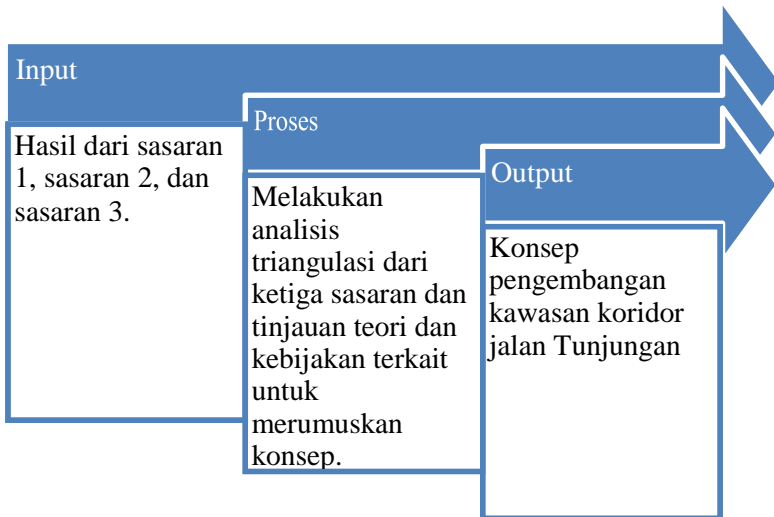 Input
Hasil dari sasaran
1, sasaran 2, dan
sasaran 3.
Proses
Melakukan
analisis
triangulasi dari
ketiga sasaran dan
tinjauan teori dan
kebijakan terkait
untuk
merumuskan
konsep.
Output
Konsep
pengembangan
kawasan koridor
jalan Tunjungan